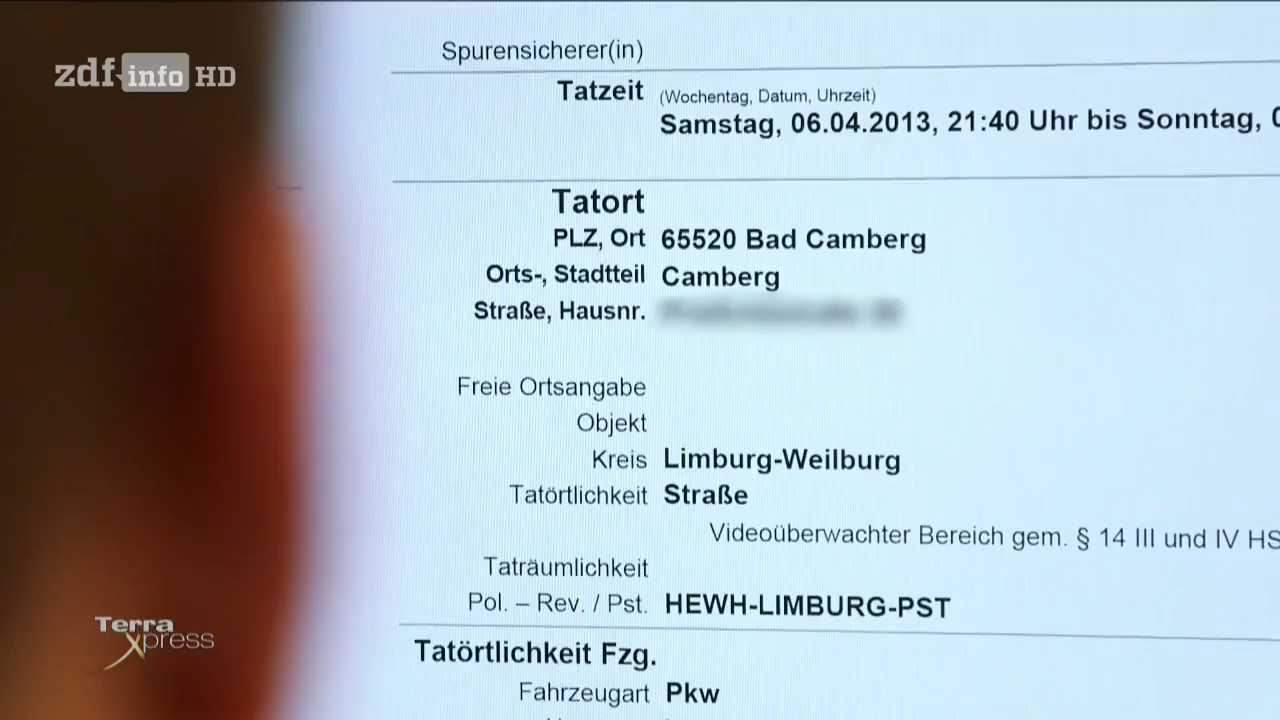 zdf info HD
Spurensicherer(in)
Tatzeit (Wochentag, Datum, Uhrzeit)
Samstag, 06.04.2013, 21:40 Uhr bis Sonntag,
Tatort
PLZ, Ort 65520 Bad Camberg
Orts-, Stadtteil Camberg
Straße, Hausnr.
Freie Ortsangabe
Objekt
Kreis Limburg-Weilburg
Tatörtlichkeit Straße
Videoüberwachter Bereich gem. § 14 III und IV HS
Taträumlichkeit
Pol. – Rev. / Pst. HEWH-LIMBURG-PST
Terra
Xpress
Tatörtlichkeit Fzg.
Fahrzeugart Pkw